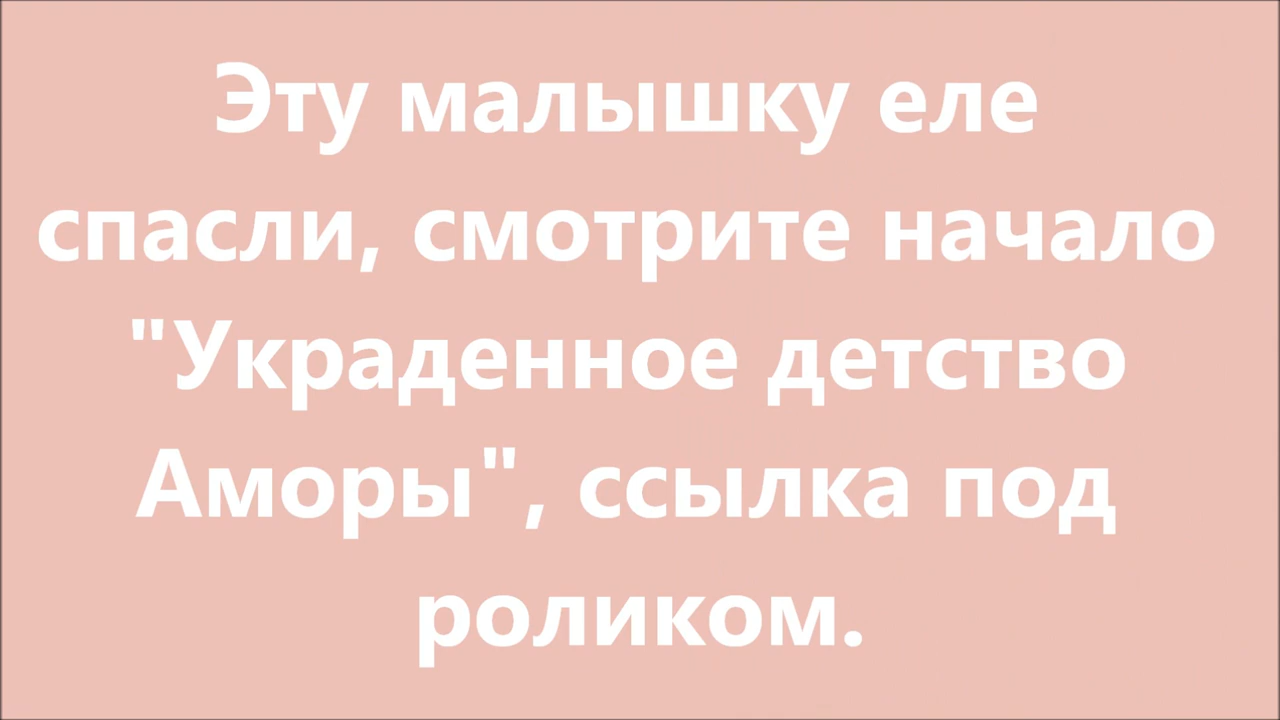 Эту малышку еле
спасли, смотрите начало
"Украденное детство
Аморы", ссылка под
роликом.